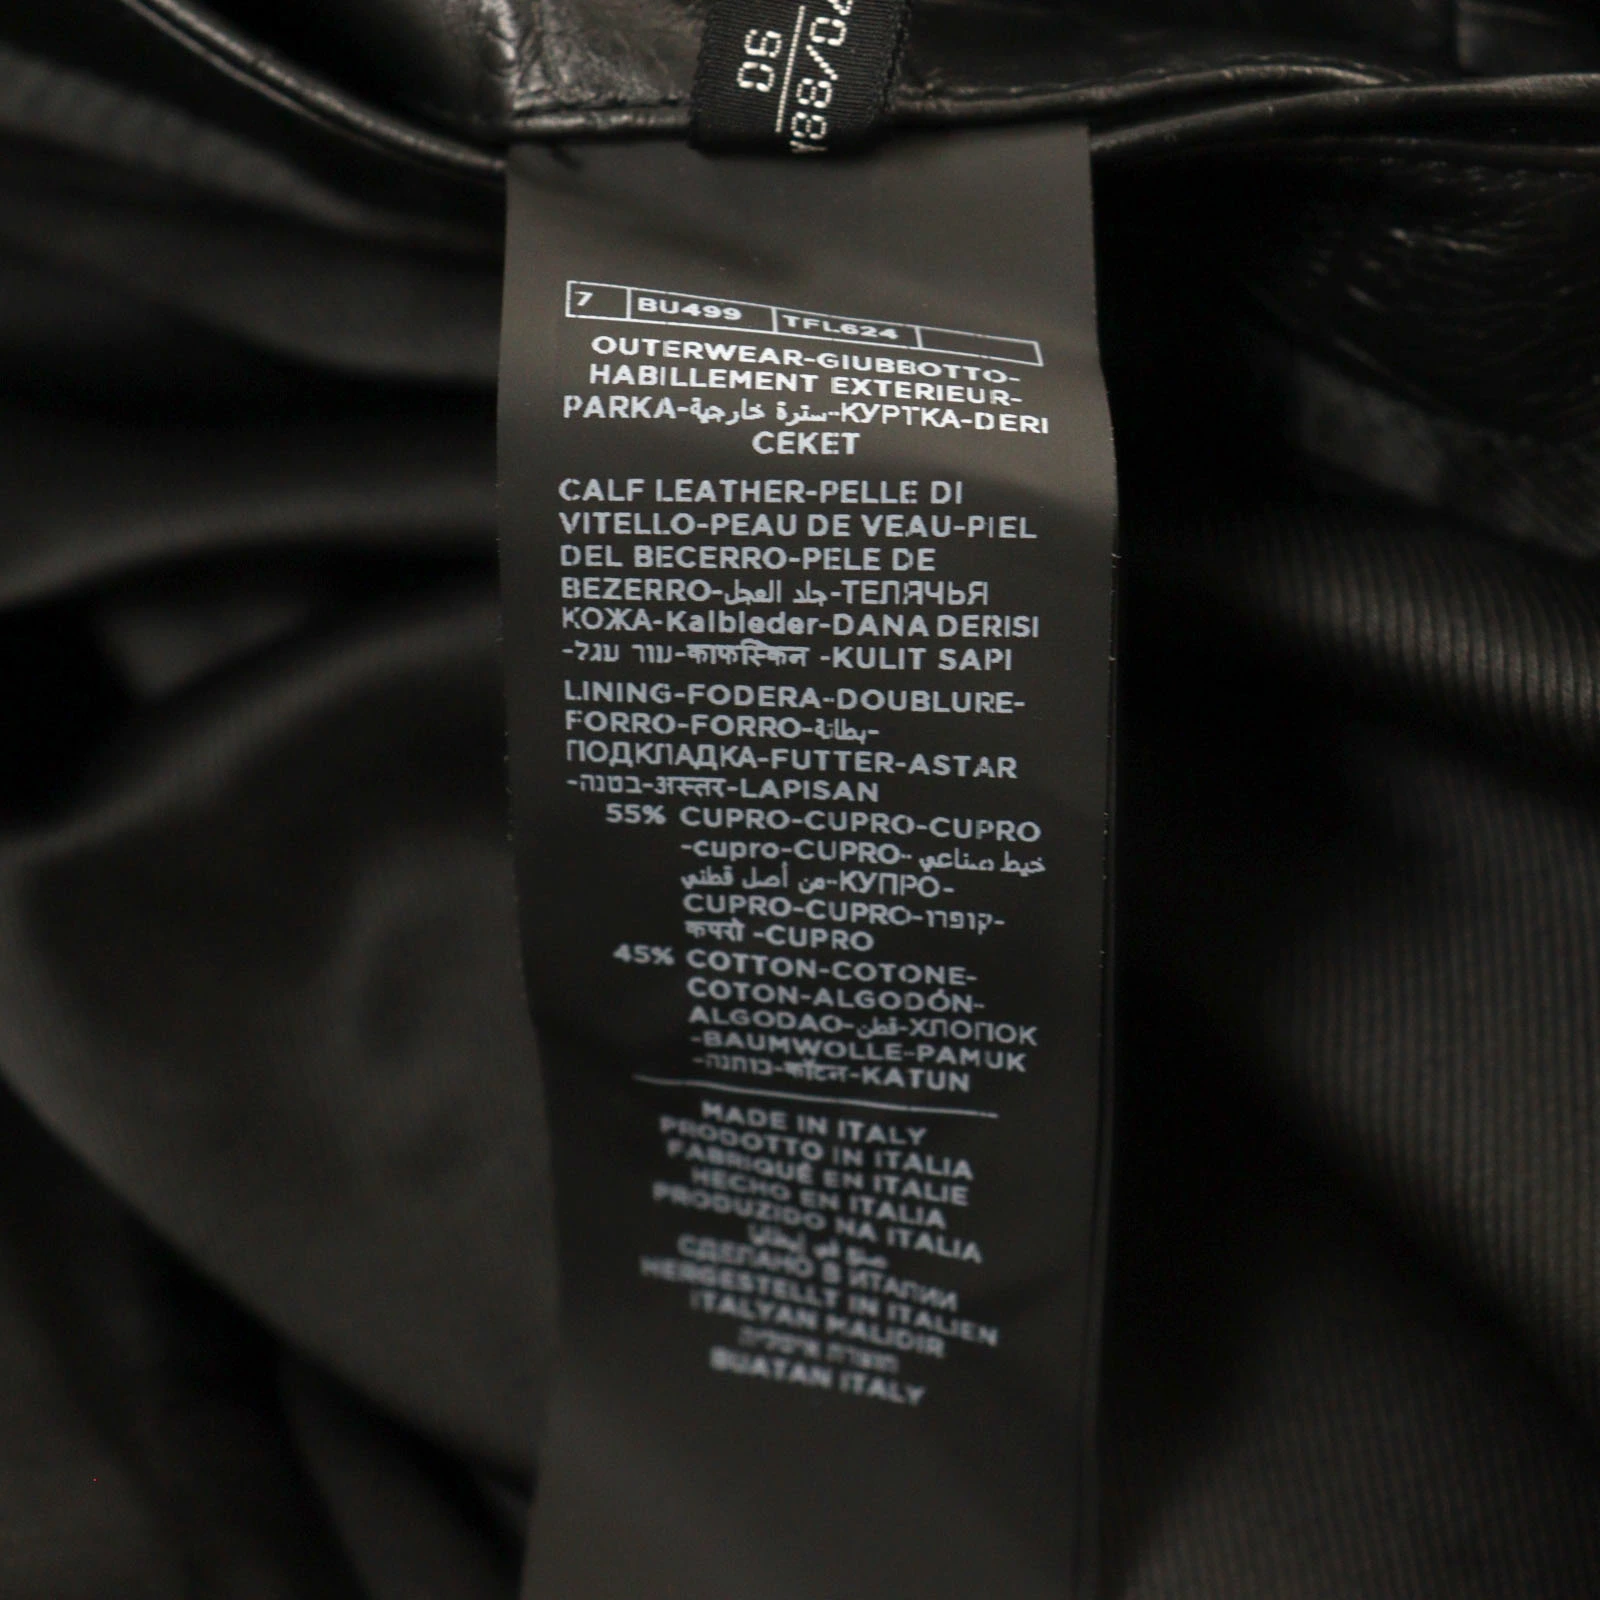 7 BU499 TFL624
OUTERWEAR-GIUBBOTTO-
HABILLEMENT EXTERIEUR-
PARKA-سترة خارجية-КУРТКА-DERI
CEKET
CALF LEATHER-PELLE DI
VITELLO-PEAU DE VEAU-PIEL
DEL BECERRO-PELE DE
BEZERRO-جلد العجل-ТЕЛЯЧЬЯ
КОЖА-Kalbleder-DANA DERISI
-עור עגל-काफस्किन -KULIT SAPI
LINING-FODERA-DOUBLURE-
FORRO-FORRO-بطانة-
ПОДКЛАДКА-FUTTER-ASTAR
-בטנה-अस्तर-LAPISAN
55% CUPRO-CUPRO-CUPRO
-cupro-CUPRO- خيط صناعي
من أصل قطني-КУПРО-
CUPRO-CUPRO-קופרו-
कपरो -CUPRO
45% COTTON-COTONE-
COTON-ALGODÓN-
ALGODAO-قطن-ХЛОПОК
-BAUMWOLLE-PAMUK
-כותנה-कॉटन-KATUN
MADE IN ITALY
PRODOTTO IN ITALIA
FABRIQUÉ EN ITALIE
HECHO EN ITALIA
PRODUZIDO NA ITALIA
صنع في إيطاليا
СДЕЛАНО В ИТАЛИИ
HERGESTELLT IN ITALIEN
ITALYAN MALIDIR
תוצרת איטליה
BUATAN ITALY